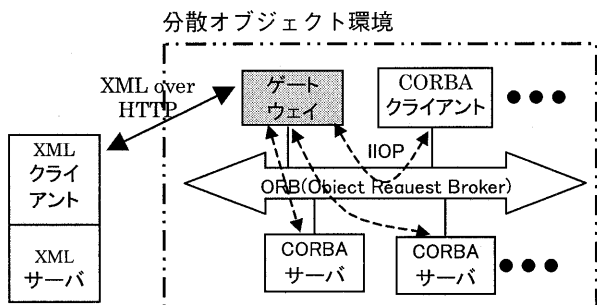 分散オブジェクト環境
XML over
HTTP
ゲート
ウェイ
CORBA
クライアント
●●●
IIOP
XML
クライ
アント
ORB(Object Request Broker)
XML
サーバ
CORBA
サーバ
CORBA
サーバ
●●●